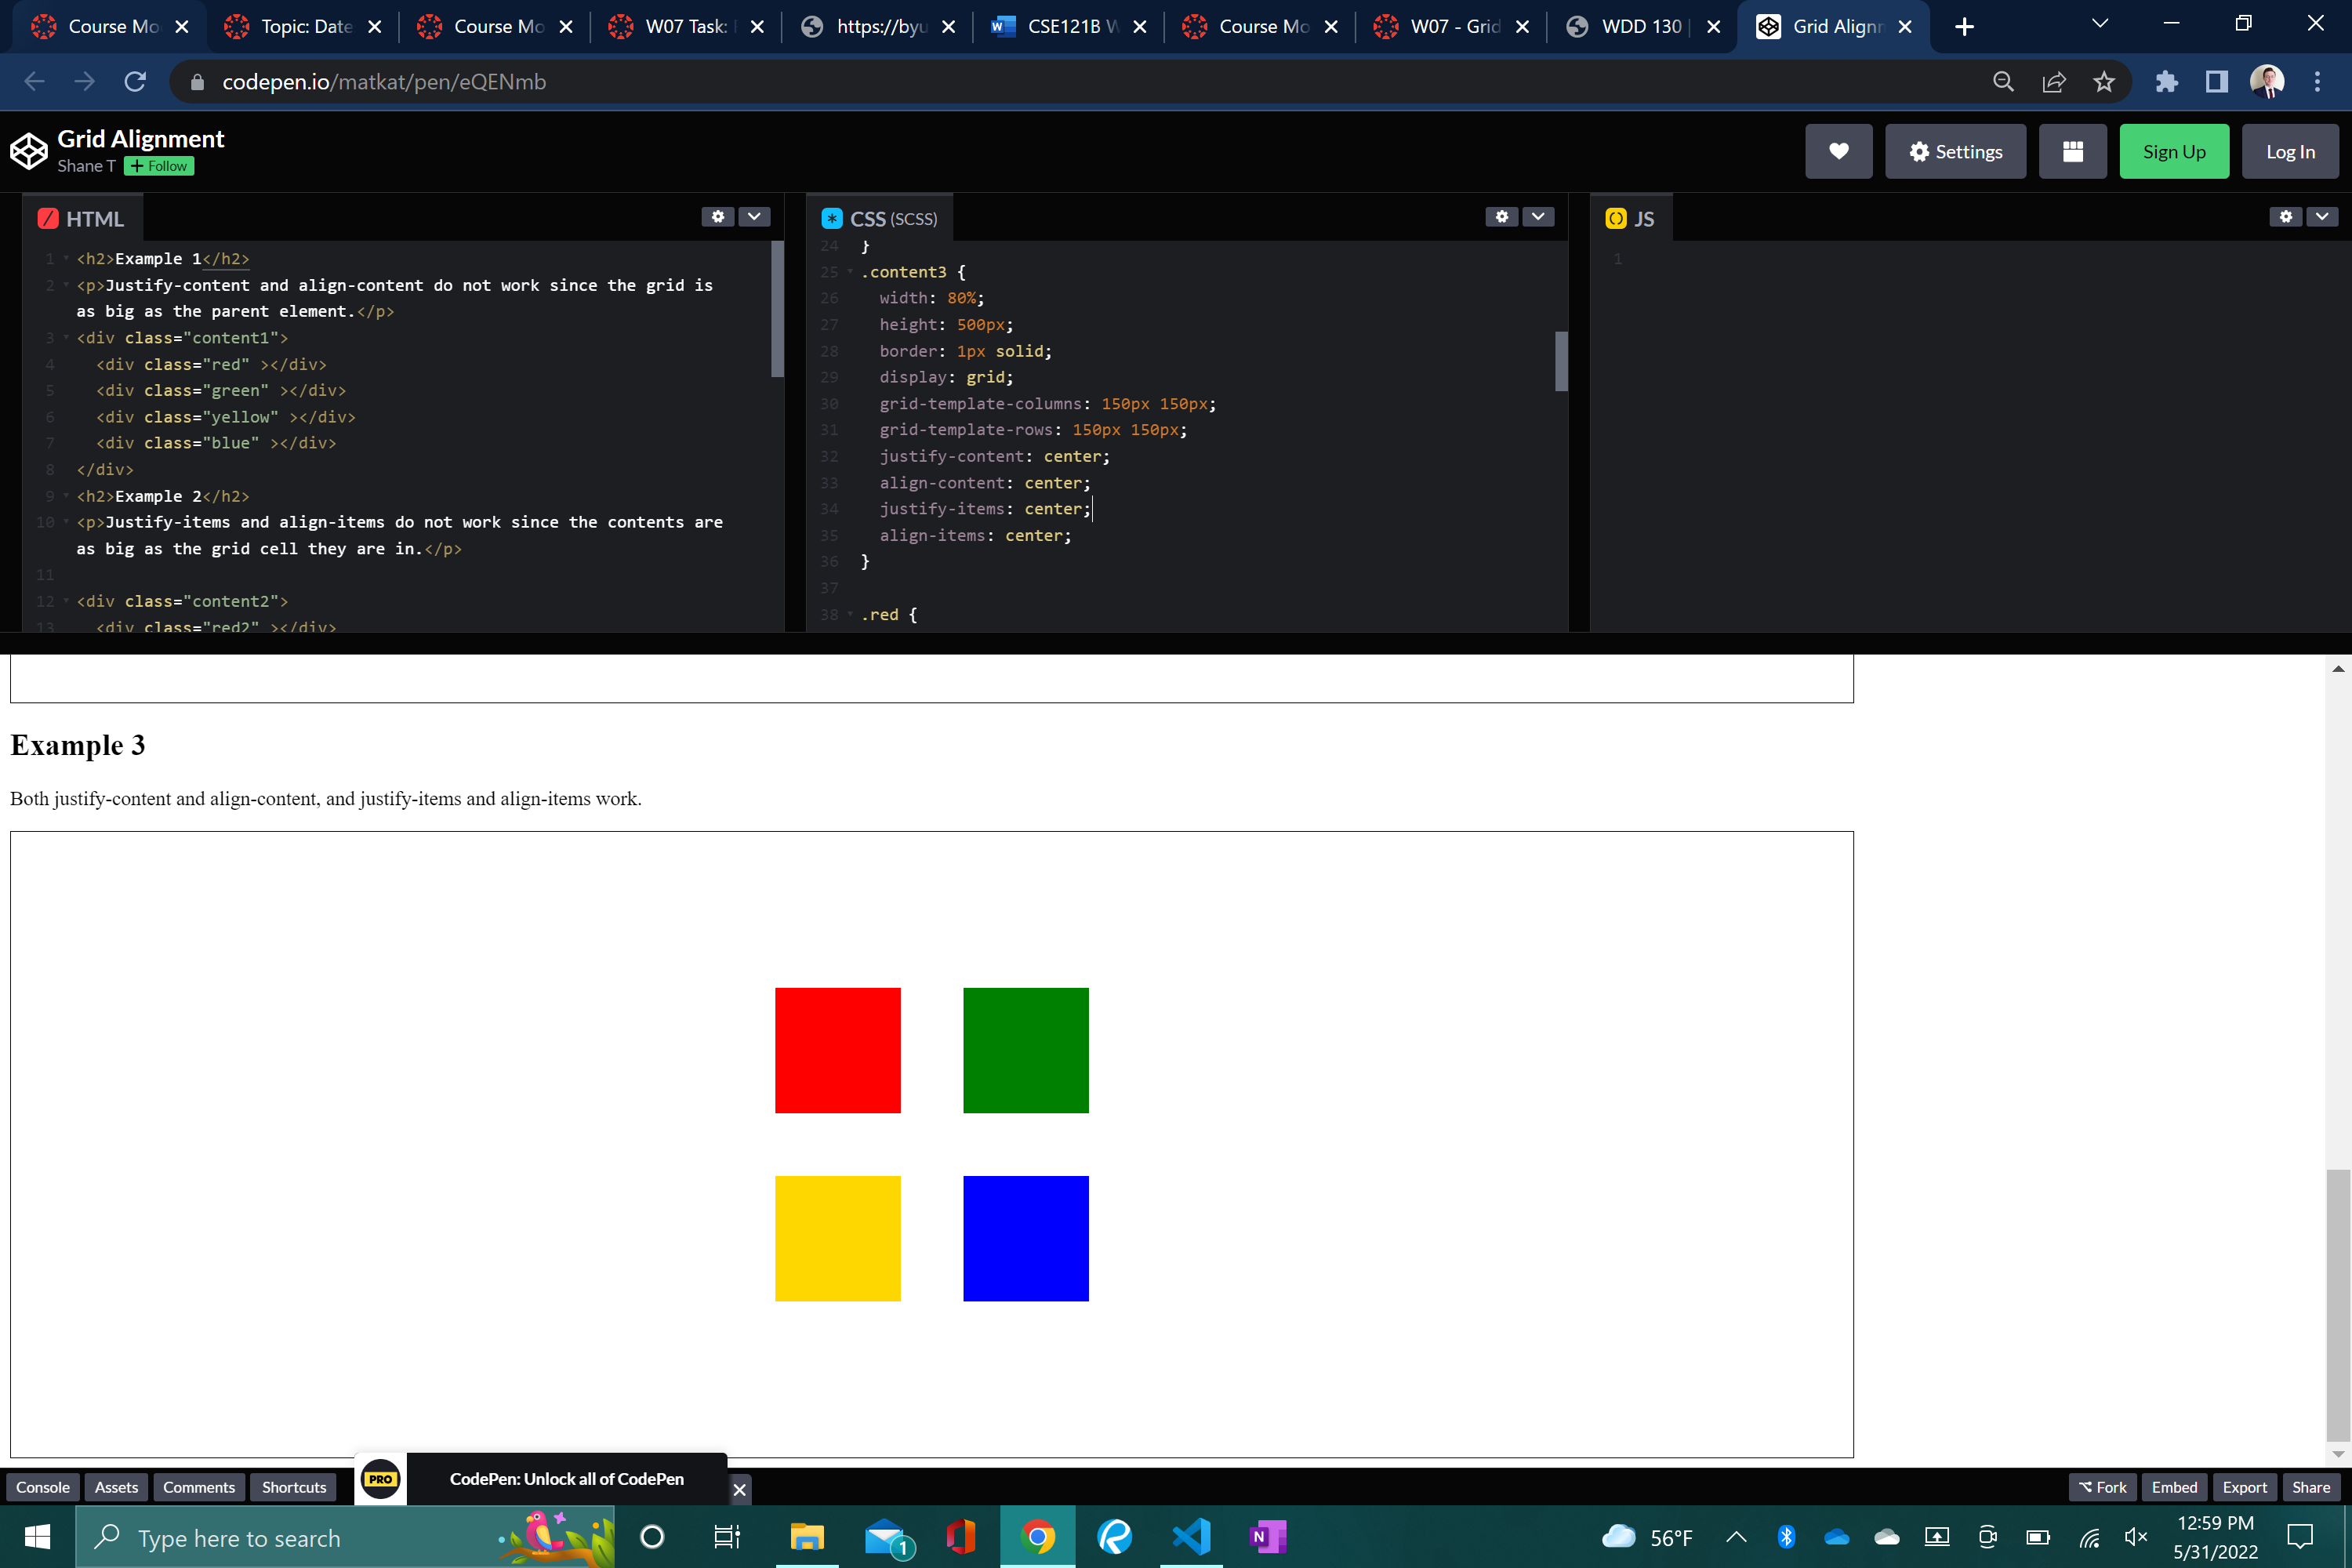 Course Mo
Topic: Date
Course Mo
W07 Task:
https://byu
CSE121B W
Course Mo
W07 - Grid
WDD 130 |
Grid Alignm
codepen.io/matkat/pen/eQENmb
Grid Alignment
Shane T + Follow
Settings
Sign Up
Log In
HTML
1 <h2>Example 1</h2>
2 <p>Justify-content and align-content do not work since the grid is
as big as the parent element.</p>
3 <div class="content1">
4 <div class="red" ></div>
5 <div class="green" ></div>
6 <div class="yellow" ></div>
7 <div class="blue" ></div>
8 </div>
9 <h2>Example 2</h2>
10 <p>Justify-items and align-items do not work since the contents are
as big as the grid cell they are in.</p>
11
12 <div class="content2">
13 <div class="red2" ></div>
CSS (SCSS)
24 }
25 .content3 {
26 width: 80%;
27 height: 500px;
28 border: 1px solid;
29 display: grid;
30 grid-template-columns: 150px 150px;
31 grid-template-rows: 150px 150px;
32 justify-content: center;
33 align-content: center;
34 justify-items: center;
35 align-items: center;
36 }
37
38 .red {
JS
1
Example 3
Both justify-content and align-content, and justify-items and align-items work.
Console
Assets
Comments
Shortcuts
PRO
CodePen: Unlock all of CodePen
Fork
Embed
Export
Share
Type here to search
1
N
56°F
12:59 PM
5/31/2022